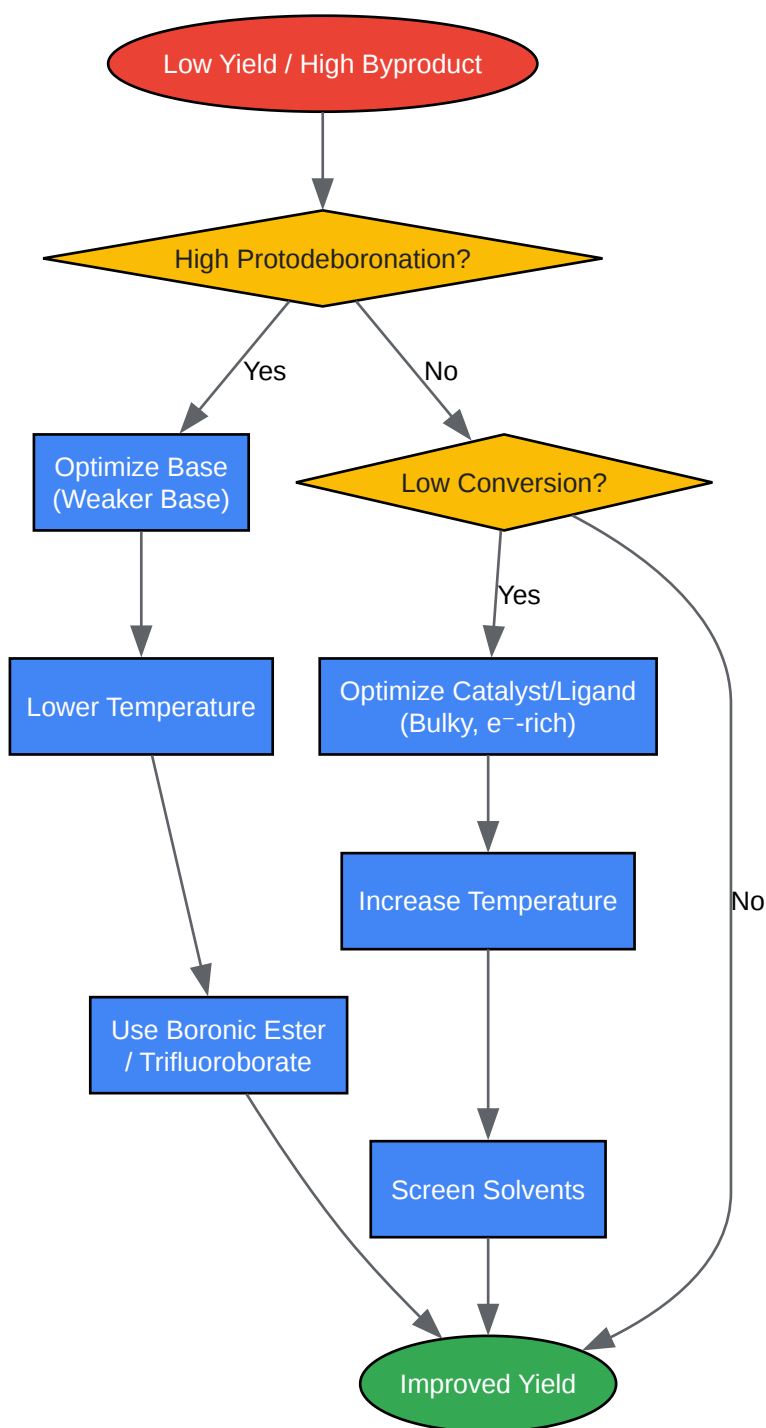 Low Yield / High Byproduct
High Protodeboronation?
Yes
No
Optimize Base
(Weaker Base)
Low Conversion?
Yes
Lower Temperature
Optimize Catalyst/Ligand
(Bulky, e⁻-rich)
Increase Temperature
No
Use Boronic Ester
/ Trifluoroborate
Screen Solvents
Improved Yield